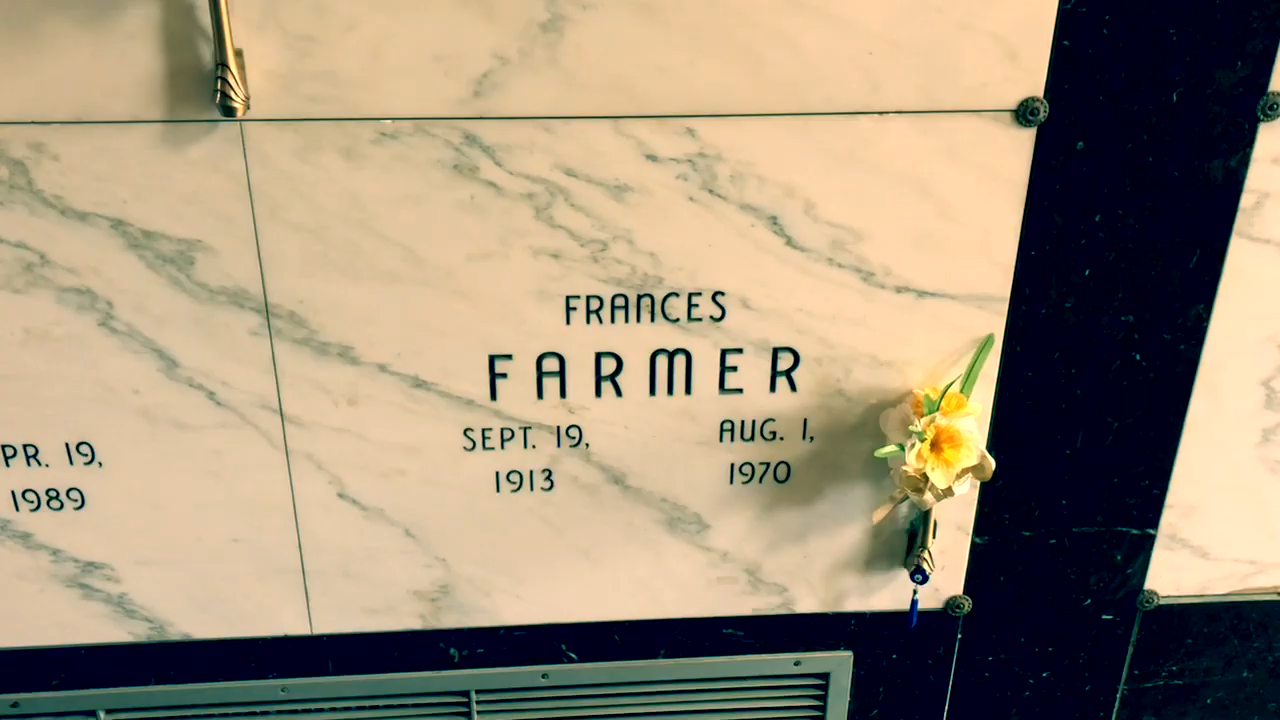 FRANCES
FARMER
SEPT. 19, AUG. 1,
1913 1970
PR. 19,
1989